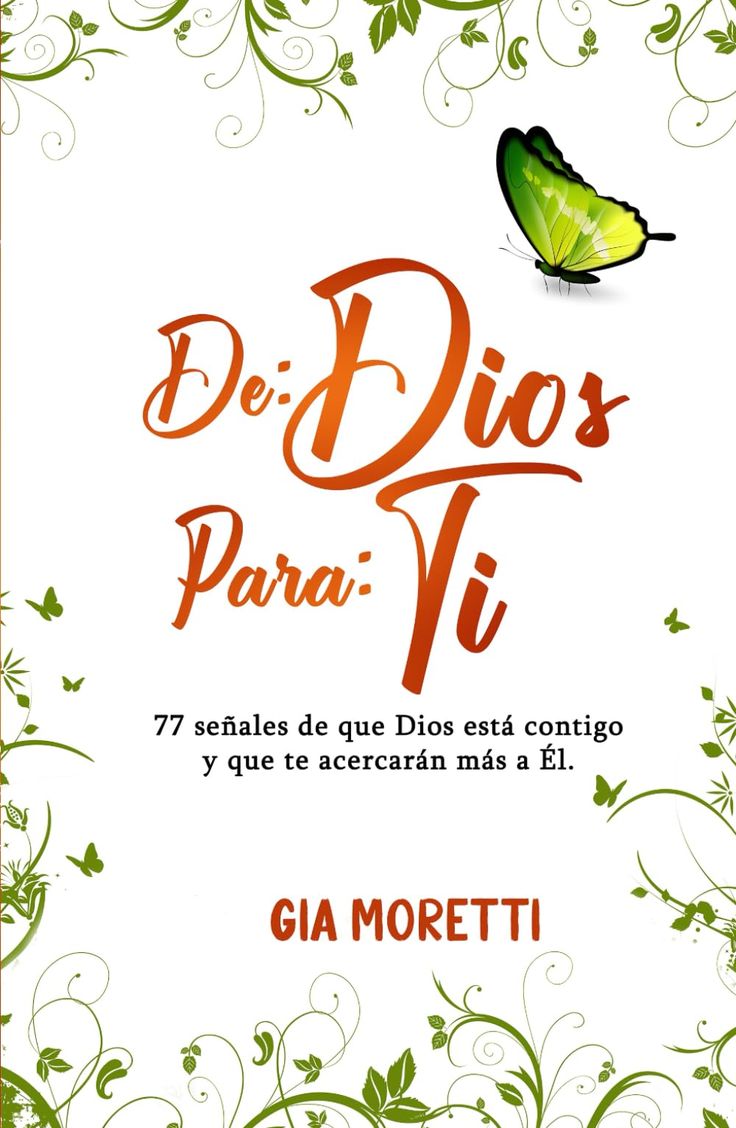 De: Dios
Para: Ti
77 señales de que Dios está contigo
y que te acercarán más a Él.
GIA MORETTI